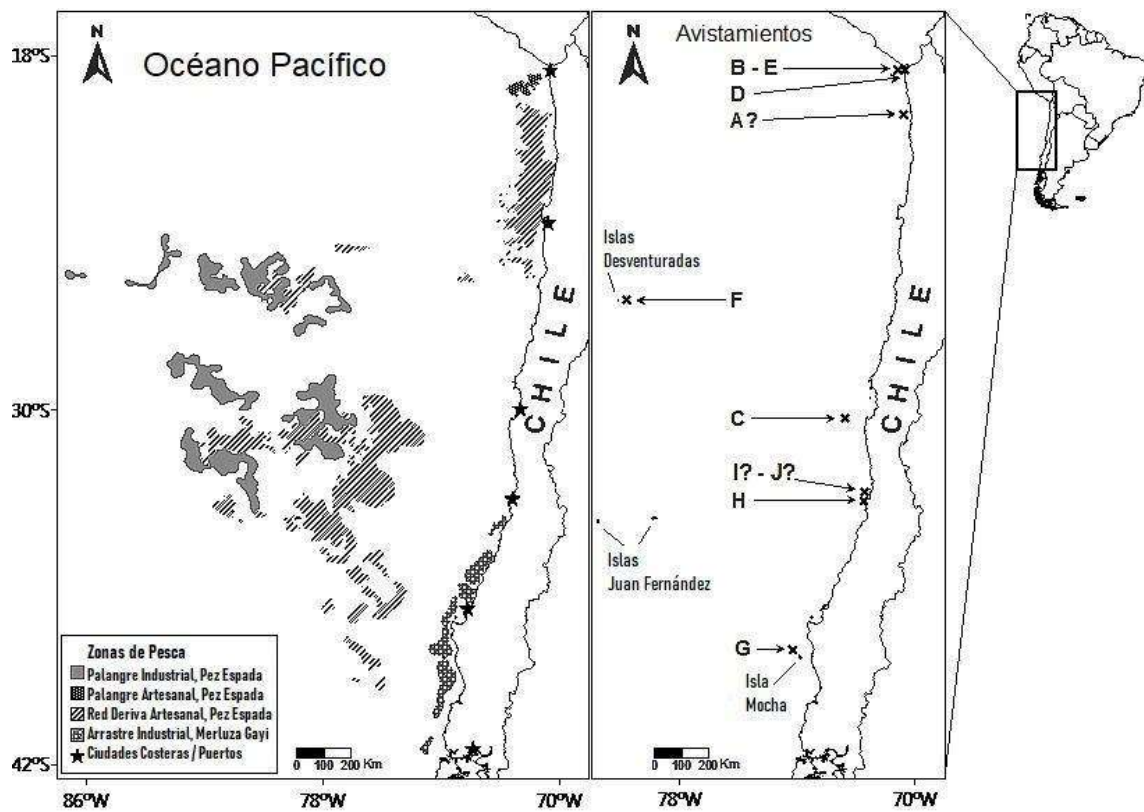 N
18ºS
Océano Pacífico
30ºS
CHILE
Zonas de Pesca
Palangre Industrial, Pez Espada
Palangre Artesanal, Pez Espada
Red Deriva Artesanal, Pez Espada
Arrastre Industrial, Merluza Gayi
Ciudades Costeras / Puertos
0 100 200 Km
42ºS
86ºW
78ºW
70ºW
N
Avistamientos
B - E
D
A?
Islas
Desventuradas
F
CHILE
C
I? - J?
H
Islas
Juan Fernández
G
Isla
Mocha
0 100 200 Km
78ºW
70ºW